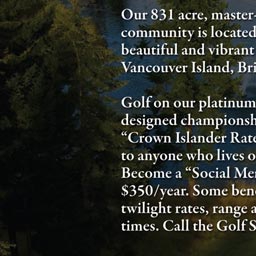 Our 831 acre, master-
community is located
beautiful and vibrant
Vancouver Island, Bri
Golf on our platinum
designed championsh
"Crown Islander Rate
to anyone who lives o
Become a "Social Mem
$350/year. Some bene
twilight rates, range a
times. Call the Golf S